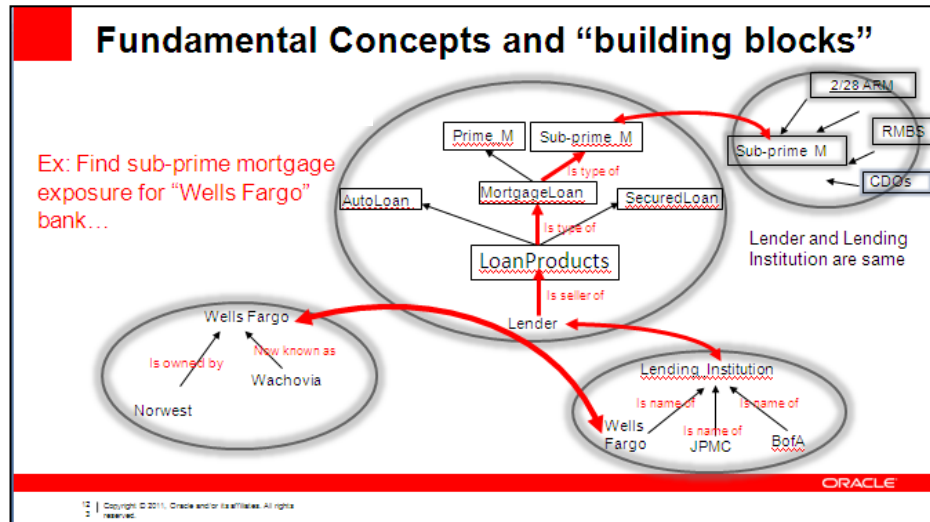 Fundamental Concepts and “building blocks”
Ex: Find sub-prime mortgage
exposure for “Wells Fargo”
bank…
Prime_M
Sub-prime_M
Is type of
AutoLoan
MortgageLoan
SecuredLoan
Is type of
LoanProducts
Is seller of
Lender
2/28 ARM
RMBS
Sub-prime M
CDOs
Lender and Lending
Institution are same
Wells Fargo
Is owned by
Now known as
Wachovia
Norwest
Lending_Institution
Is name of
Is name of
Wells
Fargo
Is name of
JPMC
BofA
ORACLE
12
3
Copyright © 2011, Oracle and/or its affiliates. All rights
reserved.